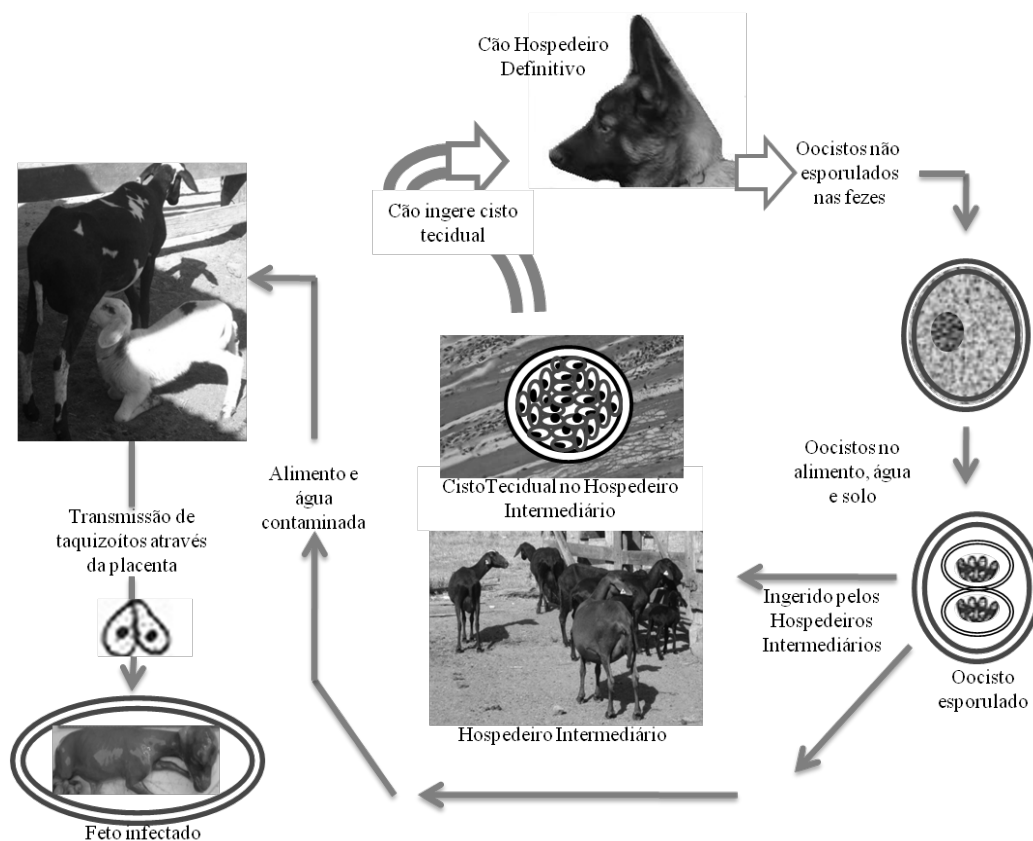 Cão Hospedeiro
Definitivo
Oocistos não
esporulados
nas fezes
Cão ingere cisto
tecidual
Oocistos no
alimento, água
e solo
Alimento e
água
contaminada
Cisto Tecidual no Hospedeiro
Intermediário
Transmissão de
taquizoítos através
da placenta
Ingerido pelos
Hospedeiros
Intermediários
Oocisto
esporulado
Hospedeiro Intermediário
Feto infectado